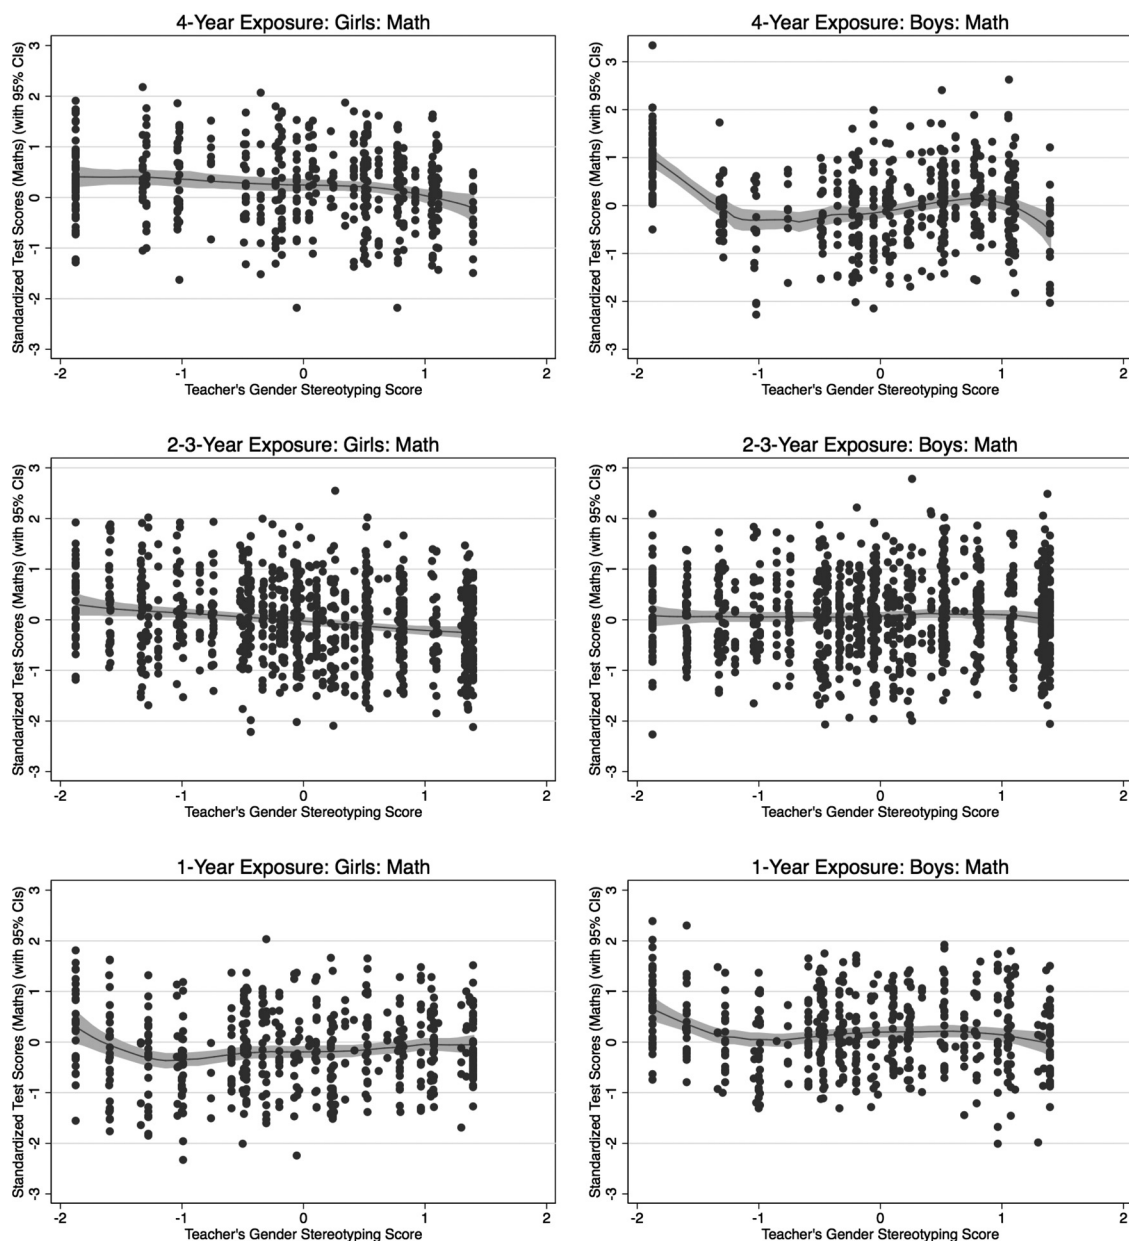 4-Year Exposure: Girls: Math
Standardized Test Scores (Maths) (with 95% CIs)
3
2
1
0
-1
-2
-3
-2 -1 0 1 2
Teacher's Gender Stereotyping Score
4-Year Exposure: Boys: Math
Standardized Test Scores (Maths) (with 95% CIs)
3
2
1
0
-1
-2
-3
-2 -1 0 1 2
Teacher's Gender Stereotyping Score
2-3-Year Exposure: Girls: Math
Standardized Test Scores (Maths) (with 95% CIs)
3
2
1
0
-1
-2
-3
-2 -1 0 1 2
Teacher's Gender Stereotyping Score
2-3-Year Exposure: Boys: Math
Standardized Test Scores (Maths) (with 95% CIs)
3
2
1
0
-1
-2
-3
-2 -1 0 1 2
Teacher's Gender Stereotyping Score
1-Year Exposure: Girls: Math
Standardized Test Scores (Maths) (with 95% CIs)
3
2
1
0
-1
-2
-3
-2 -1 0 1 2
Teacher's Gender Stereotyping Score
1-Year Exposure: Boys: Math
Standardized Test Scores (Maths) (with 95% CIs)
3
2
1
0
-1
-2
-3
-2 -1 0 1 2
Teacher's Gender Stereotyping Score